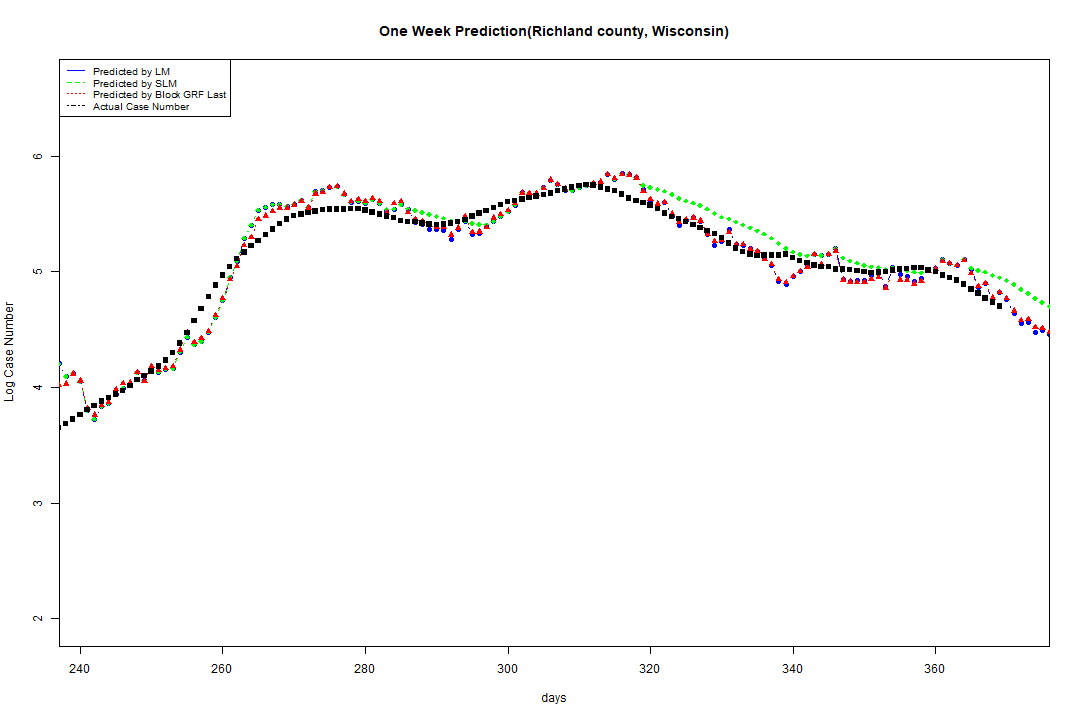 One Week Prediction(Richland county, Wisconsin)
Predicted by LM
Predicted by SLM
Predicted by Block GRF Last
Actual Case Number
6
5
4
3
2
Log Case Number
240 260 280 300 320 340 360
days